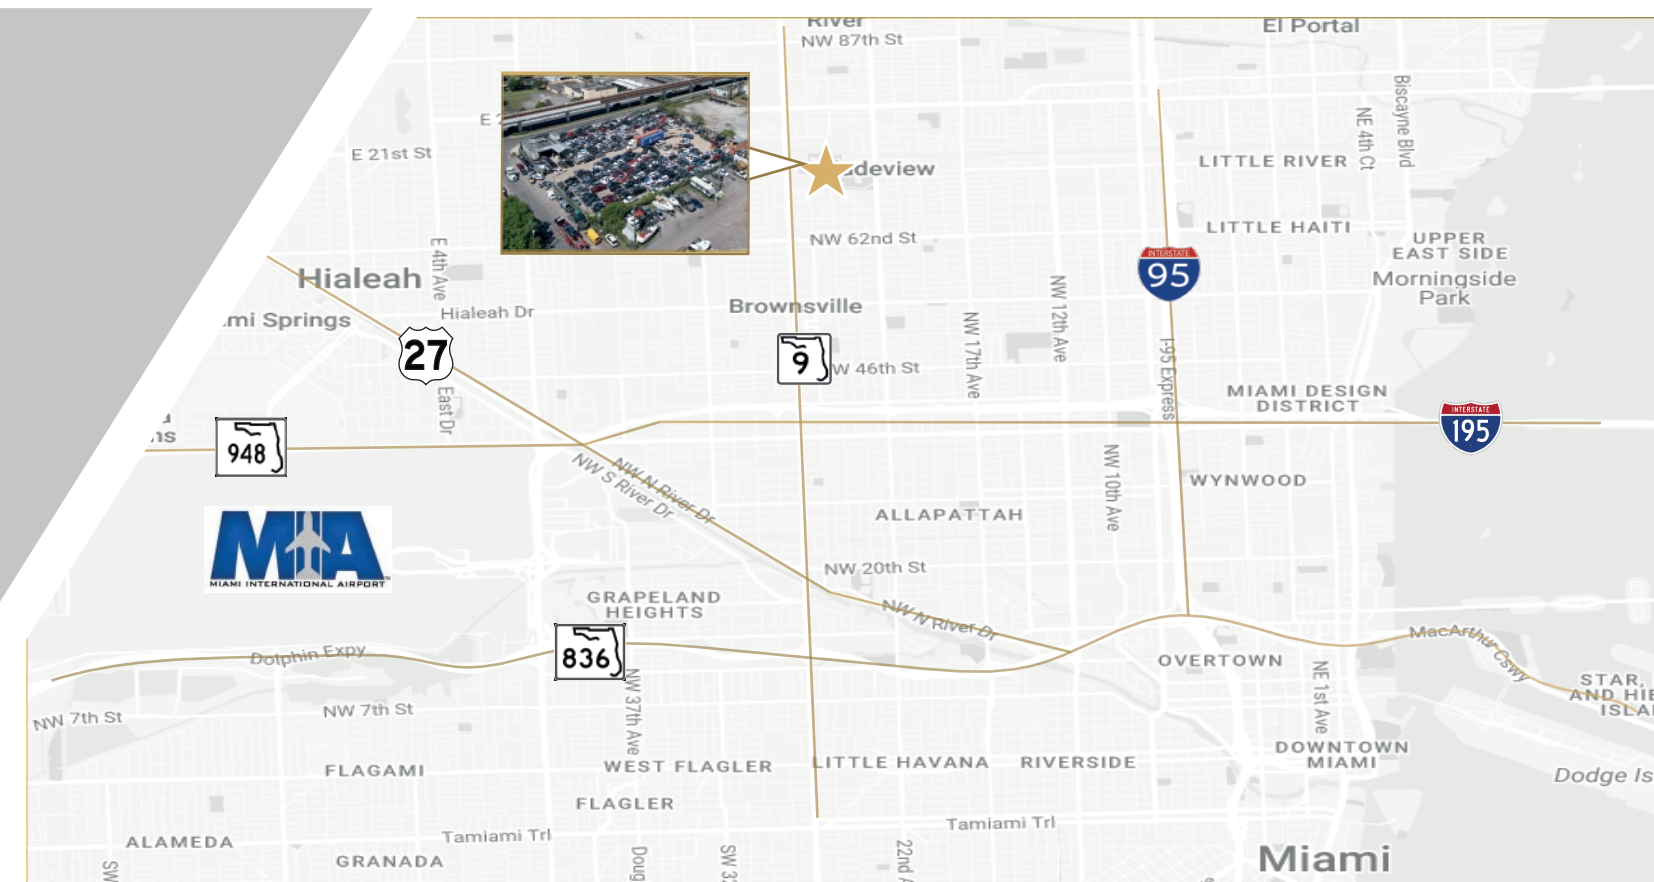 River
El Portal
NW 87th St
Biscayne Blvd
NE 4th Ct
E 21st St
LITTLE RIVER
deview
LITTLE HAITI
NW 62nd St
UPPER
EAST SIDE
E 4th Ave
INTERSTATE
95
Hialeah
Morningside
Park
Brownsville
Hialeah Dr
mi Springs
NW 12th Ave
NW 17th Ave
27
9
W 46th St
I-95 Express
East Dr
MIAMI DESIGN
DISTRICT
INTERSTATE
195
948
NW N River Dr
NW S River Dr
NW 10th Ave
WYNWOOD
ALLAPATTAH
MIA
MIAMI INTERNATIONAL AIRPORT
NW 20th St
GRAPELAND
HEIGHTS
NW N River Dr
MacArthur Cswy
836
Dolphin Expy
OVERTOWN
NE 1st Ave
STAR,
AND HI
ISLA
NW 37th Ave
NW 7th St
NW 7th St
DOWNTOWN
MIAMI
FLAGAMI
WEST FLAGLER
LITTLE HAVANA
RIVERSIDE
Dodge Is
FLAGLER
Tamiami Trl
Tamiami Trl
ALAMEDA
GRANADA
SW
Doug
SW 32
22nd A
Miami